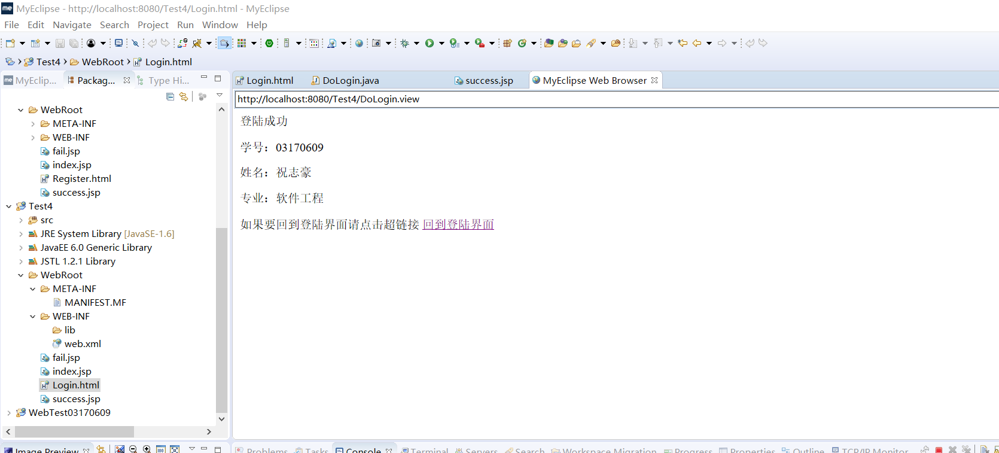 MyEclipse - http://localhost:8080/Test4/Login.html - MyEclipse
File Edit Navigate Search Project Run Window Help
Test4 WebRoot Login.html
MyEclip... Packag... Type Hi...
Login.html DoLogin.java success.jsp MyEclipse Web Browser
http://localhost:8080/Test4/DoLogin.view
WebRoot
META-INF
WEB-INF
fail.jsp
index.jsp
Register.html
success.jsp
Test4
src
JRE System Library [JavaSE-1.6]
JavaEE 6.0 Generic Library
JSTL 1.2.1 Library
WebRoot
META-INF
MANIFEST.MF
WEB-INF
lib
web.xml
fail.jsp
index.jsp
Login.html
success.jsp
WebTest03170609
登陆成功
学号：03170609
姓名：祝志豪
专业：软件工程
如果要回到登陆界面请点击超链接 回到登陆界面
Image Preview
Problems Tasks Console Terminal Servers Search Workspace Migration Progress Properties Outline TCP/IP Monitor